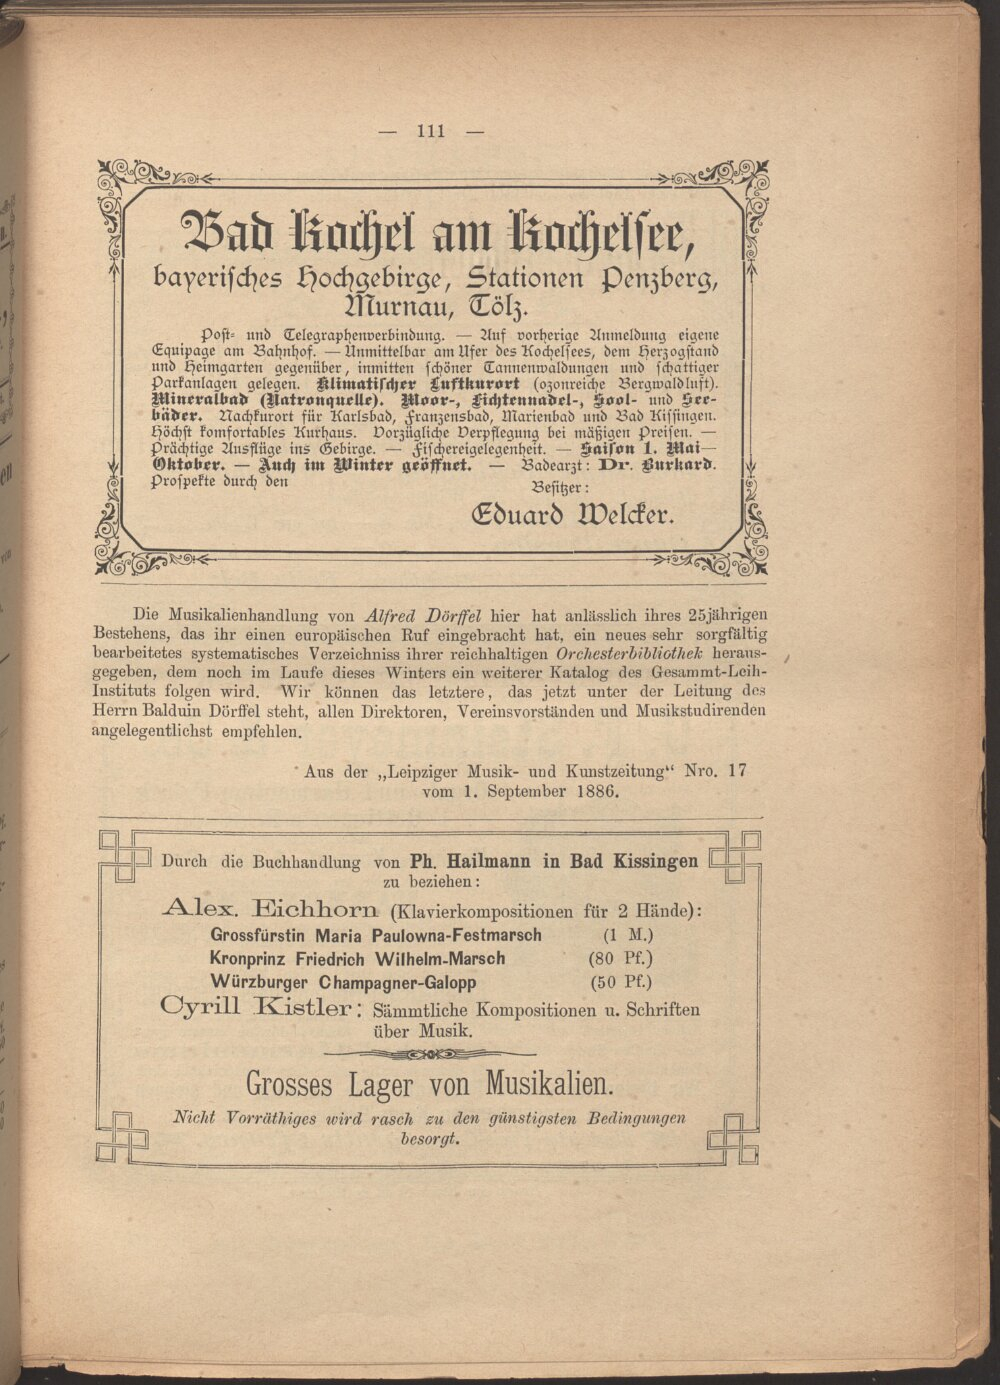 — 111 —
Bad Kochel am Kochelsee,
bayerisches Hochgebirge, Stationen Penzberg,
Murnau, Tölz.
Post- und Telegraphenverbindung. — Auf vorherige Anmeldung eigene
Equipage am Bahnhof. — Unmittelbar am Ufer des Kochelsees, dem Herzogstand
und Heimgarten gegenüber, inmitten schöner Tannenwaldungen und schattiger
Parkanlagen gelegen. Klimatischer Luftkurort (ozonreiche Bergwaldluft).
Mineralbad (Natronquelle). Moor-, Fichtennadel-, Sool- und See-
bäder. Nachkurort für Karlsbad, Franzensbad, Marienbad und Bad Kissingen.
Höchst komfortables Kurhaus. Vorzügliche Verpflegung bei mäßigen Preisen. —
Prächtige Ausflüge ins Gebirge. — Fischereigelegenheit. — Saison 1. Mai—
Oktober. — Auch im Winter geöffnet. — Badearzt: Dr. Burkard.
Prospekte durch den
Besitzer:
Eduard Welcker.
Die Musikalienhandlung von Alfred Dörffel hier hat anlässlich ihres 25jährigen
Bestehens, das ihr einen europäischen Ruf eingebracht hat, ein neues sehr sorgfältig
bearbeitetes systematisches Verzeichniss ihrer reichhaltigen Orchesterbibliothek heraus-
gegeben, dem noch im Laufe dieses Winters ein weiterer Katalog des Gesammt-Leih-
Instituts folgen wird. Wir können das letztere, das jetzt unter der Leitung des
Herrn Balduin Dörffel steht, allen Direktoren, Vereinsvorständen und Musikstudirenden
angelegentlichst empfehlen.
Aus der „Leipziger Musik- und Kunstzeitung“ Nro. 17
vom 1. September 1886.
Durch die Buchhandlung von Ph. Hailmann in Bad Kissingen
zu beziehen:
Alex. Eichhorn (Klavierkompositionen für 2 Hände):
Grossfürstin Maria Paulowna-Festmarsch (1 M.)
Kronprinz Friedrich Wilhelm-Marsch (80 Pf.)
Würzburger Champagner-Galopp (50 Pf.)
Cyrill Kistler: Sämmtliche Kompositionen u. Schriften
über Musik.
Grosses Lager von Musikalien.
Nicht Vorräthiges wird rasch zu den günstigsten Bedingungen
besorgt.